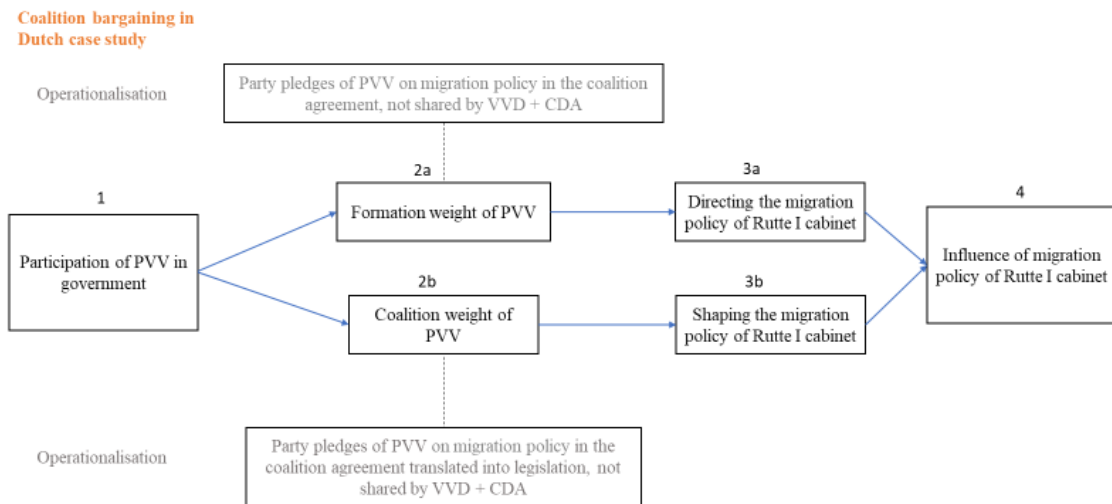 Coalition bargaining in
Dutch case study
Operationalisation
Party pledges of PVV on migration policy in the coalition
agreement, not shared by VVD + CDA
1
2a
3a
4
Participation of PVV in
government
Formation weight of PVV
Directing the migration
policy of Rutte I cabinet
Influence of migration
policy of Rutte I cabinet
2b
3b
Coalition weight of
PVV
Shaping the migration
policy of Rutte I cabinet
Operationalisation
Party pledges of PVV on migration policy in the
coalition agreement translated into legislation, not
shared by VVD + CDA